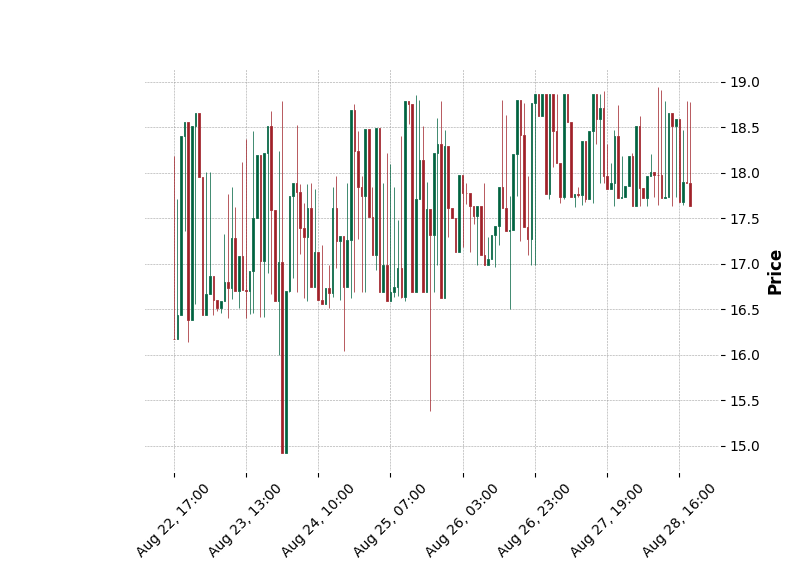 19.0
18.5
18.0
17.5
17.0
16.5
16.0
15.5
15.0
Price
Aug 22, 17:00
Aug 23, 13:00
Aug 24, 10:00
Aug 25, 07:00
Aug 26, 03:00
Aug 26, 23:00
Aug 27, 19:00
Aug 28, 16:00